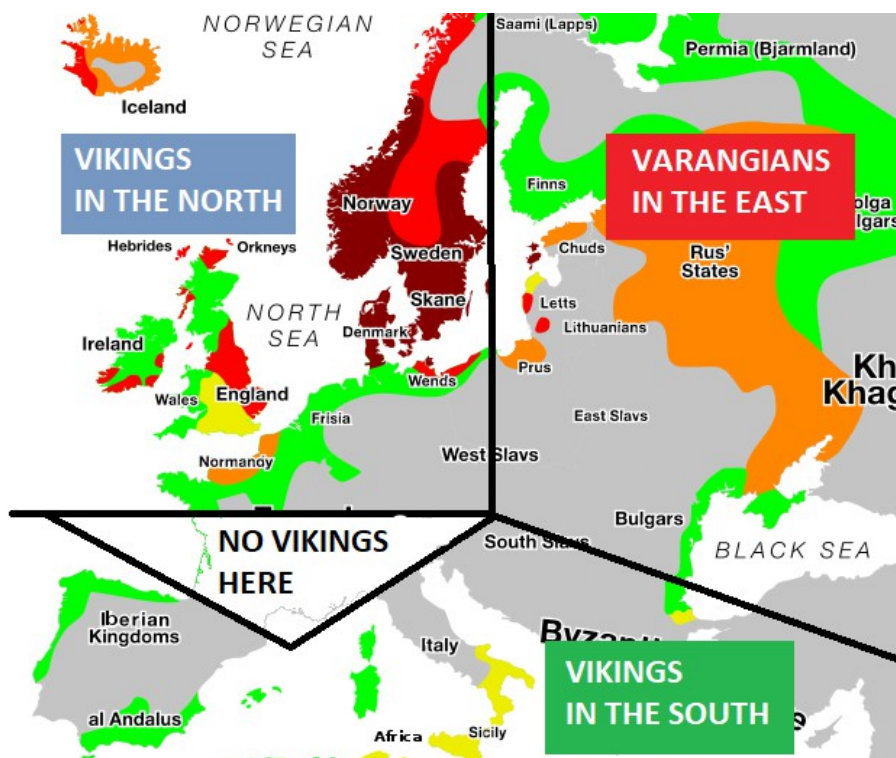 NORWEGIAN
SEA
Saami (Lapps)
Permia (Bjarmland)
Iceland
VIKINGS
IN THE NORTH
VARANGIANS
IN THE EAST
Finns
Norway
Hebrides
Orkneys
Sweden
Chuds
Rus'
States
NORTH
SEA
Skane
Letts
Denmark
Lithuanians
Ireland
Prus
Wends
Wales
England
Frisia
East Slavs
Normandy
West Slavs
Bulgars
NO VIKINGS
HERE
South Slavs
BLACK SEA
Iberian
Kingdoms
Italy
VIKINGS
IN THE SOUTH
al Andalus
Africa
Sicily